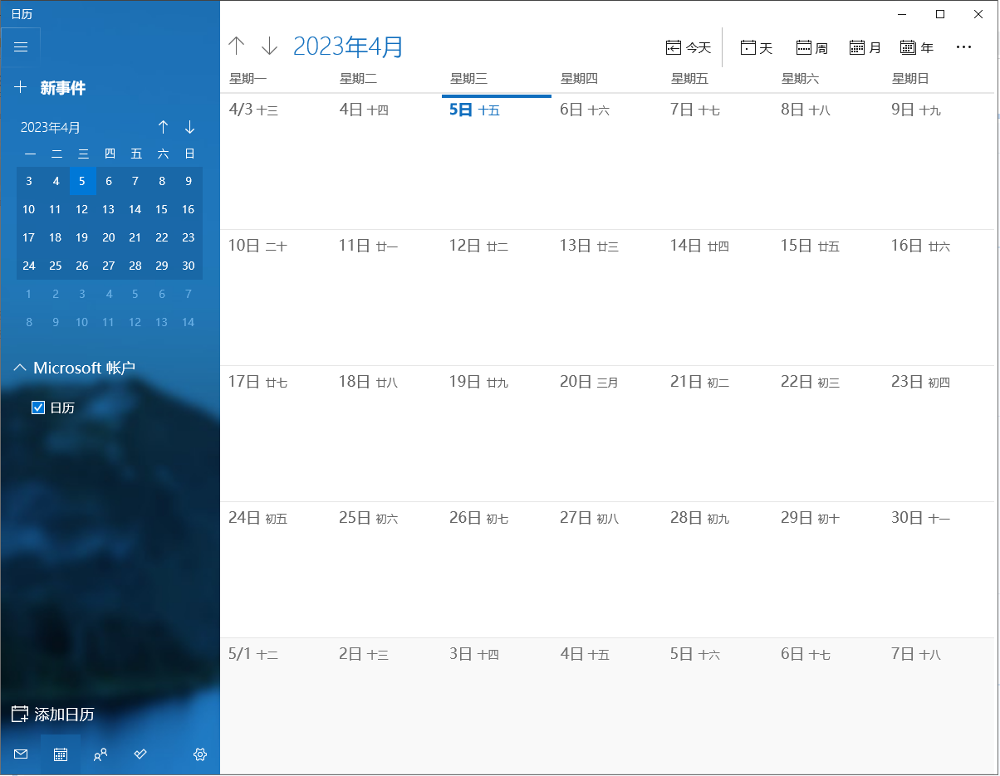 日历
新事件
2023年4月
一 二 三 四 五 六 日
3 4 5 6 7 8 9
10 11 12 13 14 15 16
17 18 19 20 21 22 23
24 25 26 27 28 29 30
1 2 3 4 5 6 7
8 9 10 11 12 13 14
Microsoft 帐户
日历
添加日历
2023年4月
今天 天 周 月 年
星期一 星期二 星期三 星期四 星期五 星期六 星期日
4/3 十三 4日 十四 5日 十五 6日 十六 7日 十七 8日 十八 9日 十九
10日 二十 11日 廿一 12日 廿二 13日 廿三 14日 廿四 15日 廿五 16日 廿六
17日 廿七 18日 廿八 19日 廿九 20日 三月 21日 初二 22日 初三 23日 初四
24日 初五 25日 初六 26日 初七 27日 初八 28日 初九 29日 初十 30日 十一
5/1 十二 2日 十三 3日 十四 4日 十五 5日 十六 6日 十七 7日 十八